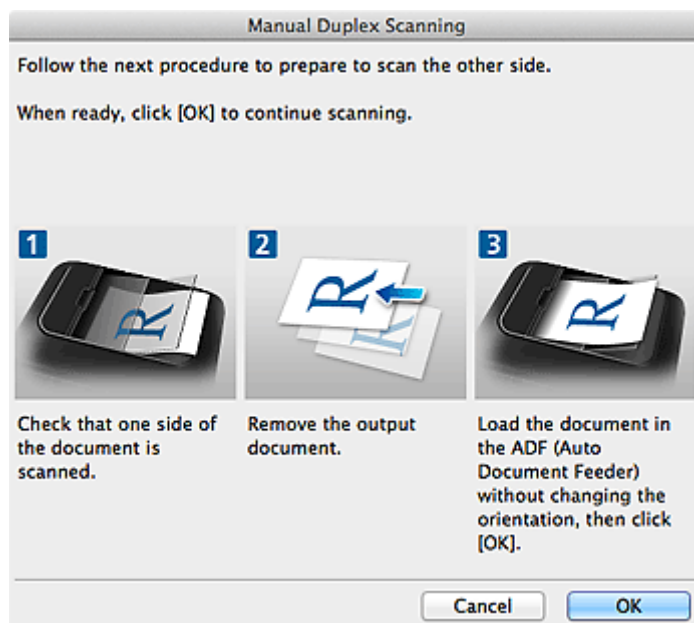 Manual Duplex Scanning
Follow the next procedure to prepare to scan the other side.
When ready, click [OK] to continue scanning.
1
R
Check that one side of
the document is
scanned.
2
R
R
Remove the output
document.
3
R
Load the document in
the ADF (Auto
Document Feeder)
without changing the
orientation, then click
[OK].
Cancel
OK